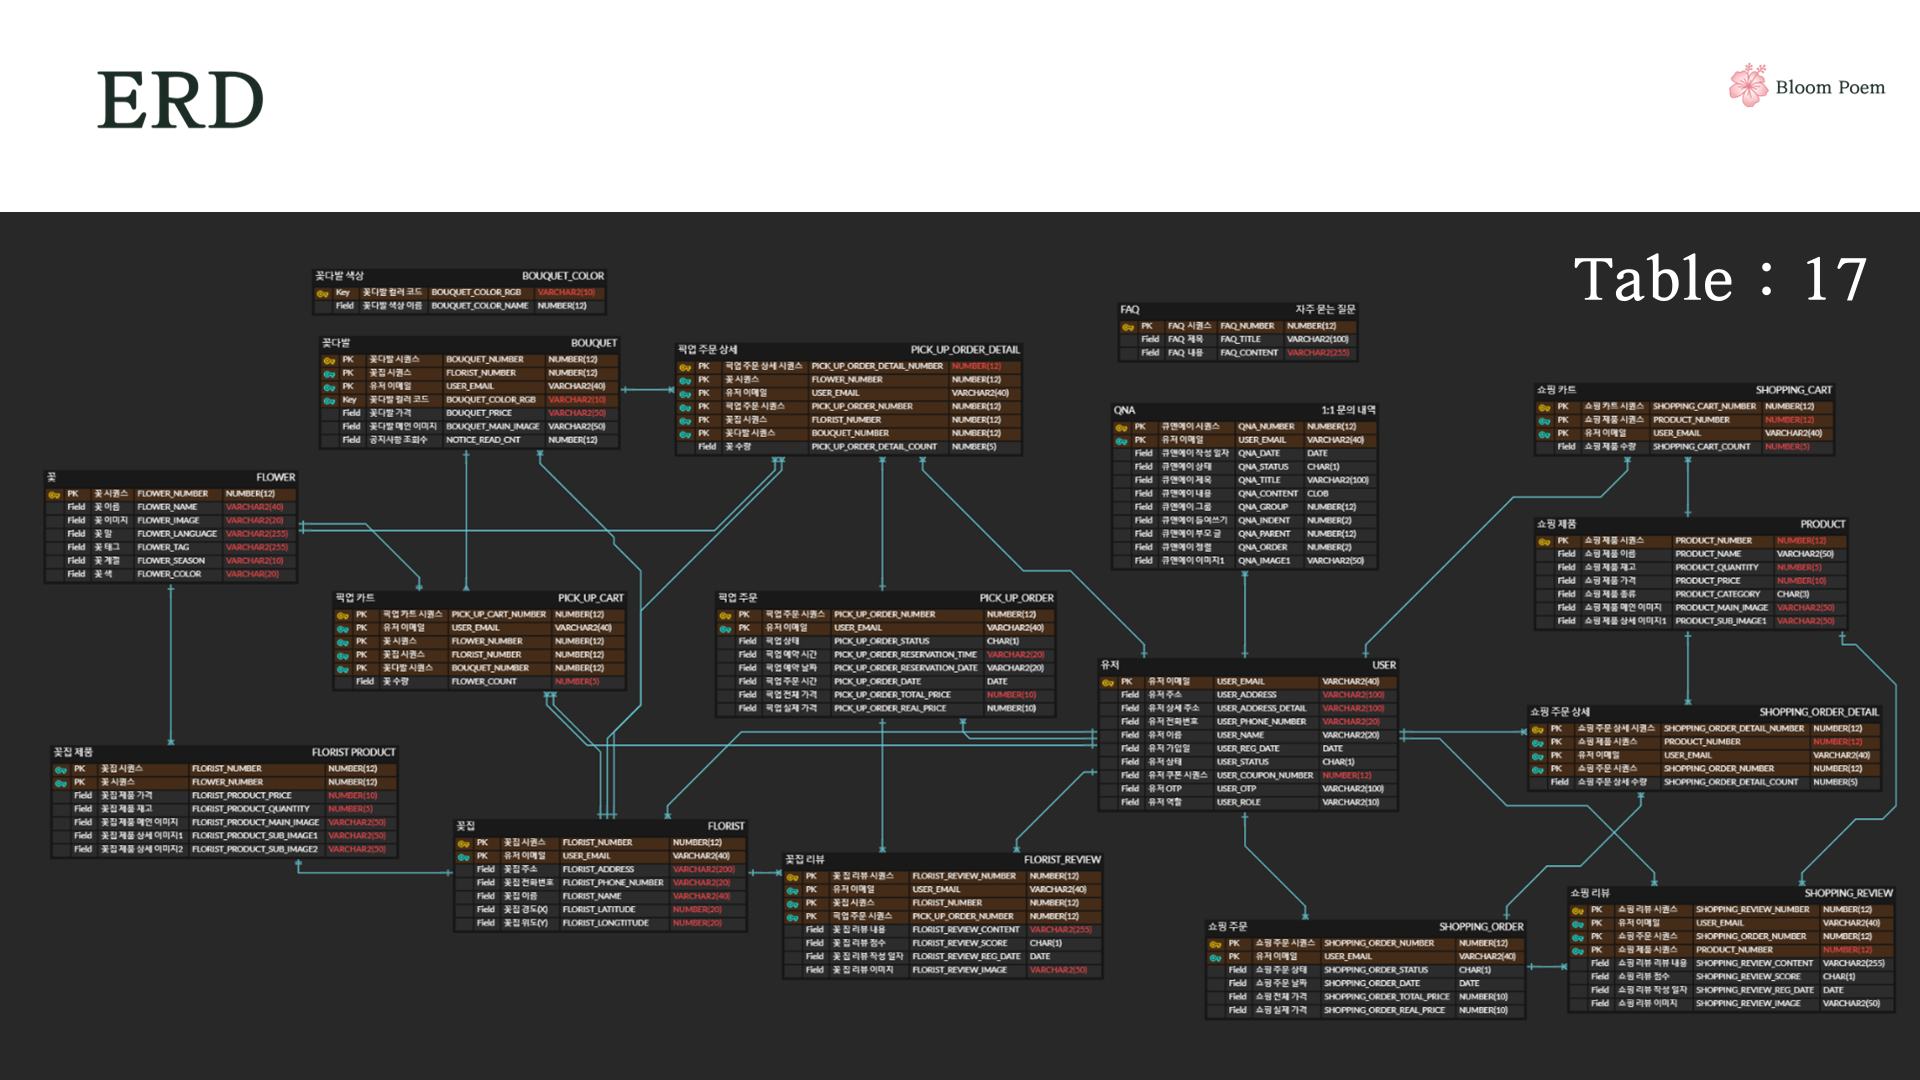 ERD
Bloom Poem
Table : 17
꽃다발 색상 BOUQUET_COLOR
Key 꽃다발 컬러 코드 BOUQUET_COLOR_RGB VARCHAR2(10)
Field 꽃다발 색상 이름 BOUQUET_COLOR_NAME NUMBER(12)
꽃다발 BOUQUET
PK 꽃다발 시퀀스 BOUQUET_NUMBER NUMBER(12)
PK 꽃집 시퀀스 FLORIST_NUMBER NUMBER(12)
PK 유저 이메일 USER_EMAIL VARCHAR2(40)
Key 꽃다발 컬러 코드 BOUQUET_COLOR_RGB VARCHAR2(10)
Field 꽃다발 가격 BOUQUET_PRICE VARCHAR2(50)
Field 꽃다발 메인 이미지 BOUQUET_MAIN_IMAGE VARCHAR2(50)
Field 공지사항 조회수 NOTICE_READ_CNT NUMBER(12)
픽업 주문 상세 PICK_UP_ORDER_DETAIL
PK 픽업 주문 상세 시퀀스 PICK_UP_ORDER_DETAIL_NUMBER NUMBER(12)
PK 꽃 시퀀스 FLOWER_NUMBER NUMBER(12)
PK 유저 이메일 USER_EMAIL VARCHAR2(40)
PK 픽업 주문 시퀀스 PICK_UP_ORDER_NUMBER NUMBER(12)
PK 꽃집 시퀀스 FLORIST_NUMBER NUMBER(12)
PK 꽃다발 시퀀스 BOUQUET_NUMBER NUMBER(12)
Field 꽃 수량 PICK_UP_ORDER_DETAIL_COUNT NUMBER(5)
FAQ 자주 묻는 질문
PK FAQ 시퀀스 FAQ_NUMBER NUMBER(12)
Field FAQ 제목 FAQ_TITLE VARCHAR2(100)
Field FAQ 내용 FAQ_CONTENT VARCHAR2(255)
QNA 1:1 문의 내역
PK 큐앤에이 시퀀스 QNA_NUMBER NUMBER(12)
PK 유저 이메일 USER_EMAIL VARCHAR2(40)
Field 큐앤에이 작성 일자 QNA_DATE DATE
Field 큐앤에이 상태 QNA_STATUS CHAR(1)
Field 큐앤에이 제목 QNA_TITLE VARCHAR2(100)
Field 큐앤에이 내용 QNA_CONTENT CLOB
Field 큐앤에이 그룹 QNA_GROUP NUMBER(12)
Field 큐앤에이 들여쓰기 QNA_INDENT NUMBER(2)
Field 큐앤에이 부모 글 QNA_PARENT NUMBER(12)
Field 큐앤에이 정렬 QNA_ORDER NUMBER(2)
Field 큐앤에이 이미지1 QNA_IMAGE1 VARCHAR2(50)
쇼핑 카트 SHOPPING_CART
PK 쇼핑 카트 시퀀스 SHOPPING_CART_NUMBER NUMBER(12)
PK 쇼핑 제품 시퀀스 PRODUCT_NUMBER NUMBER(12)
PK 유저 이메일 USER_EMAIL VARCHAR2(40)
Field 쇼핑 제품 수량 SHOPPING_CART_COUNT NUMBER(5)
꽃 FLOWER
PK 꽃 시퀀스 FLOWER_NUMBER NUMBER(12)
Field 꽃 이름 FLOWER_NAME VARCHAR2(40)
Field 꽃 이미지 FLOWER_IMAGE VARCHAR2(20)
Field 꽃 말 FLOWER_LANGUAGE VARCHAR2(255)
Field 꽃 태그 FLOWER_TAG VARCHAR2(255)
Field 꽃 계절 FLOWER_SEASON VARCHAR2(10)
Field 꽃 색 FLOWER_COLOR VARCHAR(20)
쇼핑 제품 PRODUCT
PK 쇼핑 제품 시퀀스 PRODUCT_NUMBER NUMBER(12)
Field 쇼핑 제품 이름 PRODUCT_NAME VARCHAR2(50)
Field 쇼핑 제품 재고 PRODUCT_QUANTITY NUMBER(5)
Field 쇼핑 제품 가격 PRODUCT_PRICE NUMBER(10)
Field 쇼핑 제품 종류 PRODUCT_CATEGORY CHAR(3)
Field 쇼핑 제품 메인 이미지 PRODUCT_MAIN_IMAGE VARCHAR2(50)
Field 쇼핑 제품 상세 이미지1 PRODUCT_SUB_IMAGE1 VARCHAR2(50)
픽업 카트 PICK_UP_CART
PK 픽업 카트 시퀀스 PICK_UP_CART_NUMBER NUMBER(12)
PK 유저 이메일 USER_EMAIL VARCHAR2(40)
PK 꽃 시퀀스 FLOWER_NUMBER NUMBER(12)
PK 꽃집 시퀀스 FLORIST_NUMBER NUMBER(12)
PK 꽃다발 시퀀스 BOUQUET_NUMBER NUMBER(12)
Field 꽃 수량 FLOWER_COUNT NUMBER(5)
픽업 주문 PICK_UP_ORDER
PK 픽업 주문 시퀀스 PICK_UP_ORDER_NUMBER NUMBER(12)
PK 유저 이메일 USER_EMAIL VARCHAR2(40)
Field 픽업 상태 PICK_UP_ORDER_STATUS CHAR(1)
Field 픽업 예약 시간 PICK_UP_ORDER_RESERVATION_TIME VARCHAR2(20)
Field 픽업 예약 날짜 PICK_UP_ORDER_RESERVATION_DATE VARCHAR2(20)
Field 픽업 주문 시간 PICK_UP_ORDER_DATE DATE
Field 픽업 전체 가격 PICK_UP_ORDER_TOTAL_PRICE NUMBER(10)
Field 픽업 실제 가격 PICK_UP_ORDER_REAL_PRICE NUMBER(10)
유저 USER
PK 유저 이메일 USER_EMAIL VARCHAR2(40)
Field 유저 주소 USER_ADDRESS VARCHAR2(100)
Field 유저 상세 주소 USER_ADDRESS_DETAIL VARCHAR2(100)
Field 유저 전화번호 USER_PHONE_NUMBER VARCHAR2(20)
Field 유저 이름 USER_NAME VARCHAR2(20)
Field 유저 가입일 USER_REG_DATE DATE
Field 유저 상태 USER_STATUS CHAR(1)
Field 유저 쿠폰 시퀀스 USER_COUPON_NUMBER NUMBER(12)
Field 유저 OTP USER_OTP VARCHAR2(100)
Field 유저 역할 USER_ROLE VARCHAR2(10)
쇼핑 주문 상세 SHOPPING_ORDER_DETAIL
PK 쇼핑 주문 상세 시퀀스 SHOPPING_ORDER_DETAIL_NUMBER NUMBER(12)
PK 쇼핑 제품 시퀀스 PRODUCT_NUMBER NUMBER(12)
PK 유저 이메일 USER_EMAIL VARCHAR2(40)
PK 쇼핑 주문 시퀀스 SHOPPING_ORDER_NUMBER NUMBER(12)
Field 쇼핑 주문 상세 수량 SHOPPING_ORDER_DETAIL_COUNT NUMBER(5)
꽃집 제품 FLORIST PRODUCT
PK 꽃집 시퀀스 FLORIST_NUMBER NUMBER(12)
PK 꽃 시퀀스 FLOWER_NUMBER NUMBER(12)
Field 꽃집 제품 가격 FLORIST_PRODUCT_PRICE NUMBER(10)
Field 꽃집 제품 재고 FLORIST_PRODUCT_QUANTITY NUMBER(5)
Field 꽃집 제품 메인 이미지 FLORIST_PRODUCT_MAIN_IMAGE VARCHAR2(50)
Field 꽃집 제품 상세 이미지1 FLORIST_PRODUCT_SUB_IMAGE1 VARCHAR2(50)
Field 꽃집 제품 상세 이미지2 FLORIST_PRODUCT_SUB_IMAGE2 VARCHAR2(50)
꽃집 FLORIST
PK 꽃집 시퀀스 FLORIST_NUMBER NUMBER(12)
PK 유저 이메일 USER_EMAIL VARCHAR2(40)
Field 꽃집 주소 FLORIST_ADDRESS VARCHAR2(200)
Field 꽃집 전화번호 FLORIST_PHONE_NUMBER VARCHAR2(20)
Field 꽃집 이름 FLORIST_NAME VARCHAR2(40)
Field 꽃집 경도(X) FLORIST_LATITUDE NUMBER(20)
Field 꽃집 위도(Y) FLORIST_LONGTITUDE NUMBER(20)
꽃집 리뷰 FLORIST_REVIEW
PK 꽃 집 리뷰 시퀀스 FLORIST_REVIEW_NUMBER NUMBER(12)
PK 유저 이메일 USER_EMAIL VARCHAR2(40)
PK 꽃집 시퀀스 FLORIST_NUMBER NUMBER(12)
PK 픽업주문 시퀀스 PICK_UP_ORDER_NUMBER NUMBER(12)
Field 꽃 집 리뷰 내용 FLORIST_REVIEW_CONTENT VARCHAR2(255)
Field 꽃 집 리뷰 점수 FLORIST_REVIEW_SCORE CHAR(1)
Field 꽃 집 리뷰 작성 일자 FLORIST_REVIEW_REG_DATE DATE
Field 꽃 집 리뷰 이미지 FLORIST_REVIEW_IMAGE VARCHAR2(50)
쇼핑 주문 SHOPPING_ORDER
PK 쇼핑 주문 시퀀스 SHOPPING_ORDER_NUMBER NUMBER(12)
PK 유저 이메일 USER_EMAIL VARCHAR2(40)
Field 쇼핑 주문 상태 SHOPPING_ORDER_STATUS CHAR(1)
Field 쇼핑 주문 날짜 SHOPPING_ORDER_DATE DATE
Field 쇼핑 전체 가격 SHOPPING_ORDER_TOTAL_PRICE NUMBER(10)
Field 쇼핑 실제 가격 SHOPPING_ORDER_REAL_PRICE NUMBER(10)
쇼핑 리뷰 SHOPPING_REVIEW
PK 쇼핑 리뷰 시퀀스 SHOPPING_REVIEW_NUMBER NUMBER(12)
PK 유저 이메일 USER_EMAIL VARCHAR2(40)
PK 쇼핑 주문 시퀀스 SHOPPING_ORDER_NUMBER NUMBER(12)
PK 쇼핑 제품 시퀀스 PRODUCT_NUMBER NUMBER(12)
Field 쇼핑 리뷰 리뷰 내용 SHOPPING_REVIEW_CONTENT VARCHAR2(255)
Field 쇼핑 리뷰 점수 SHOPPING_REVIEW_SCORE CHAR(1)
Field 쇼핑 리뷰 작성 일자 SHOPPING_REVIEW_REG_DATE DATE
Field 쇼핑 리뷰 이미지 SHOPPING_REVIEW_IMAGE VARCHAR2(50)